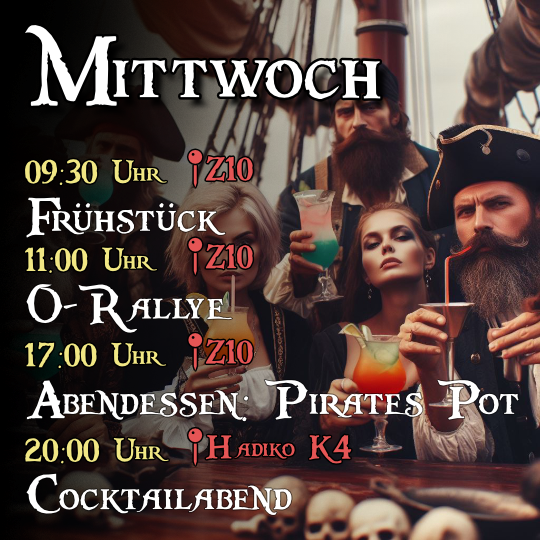 Mittwoch
09:30 Uhr Z10
Frühstück
11:00 Uhr Z10
O-Rallye
17:00 Uhr Z10
Abendessen: Pirates Pot
20:00 Uhr Hadiko K4
Cocktailabend